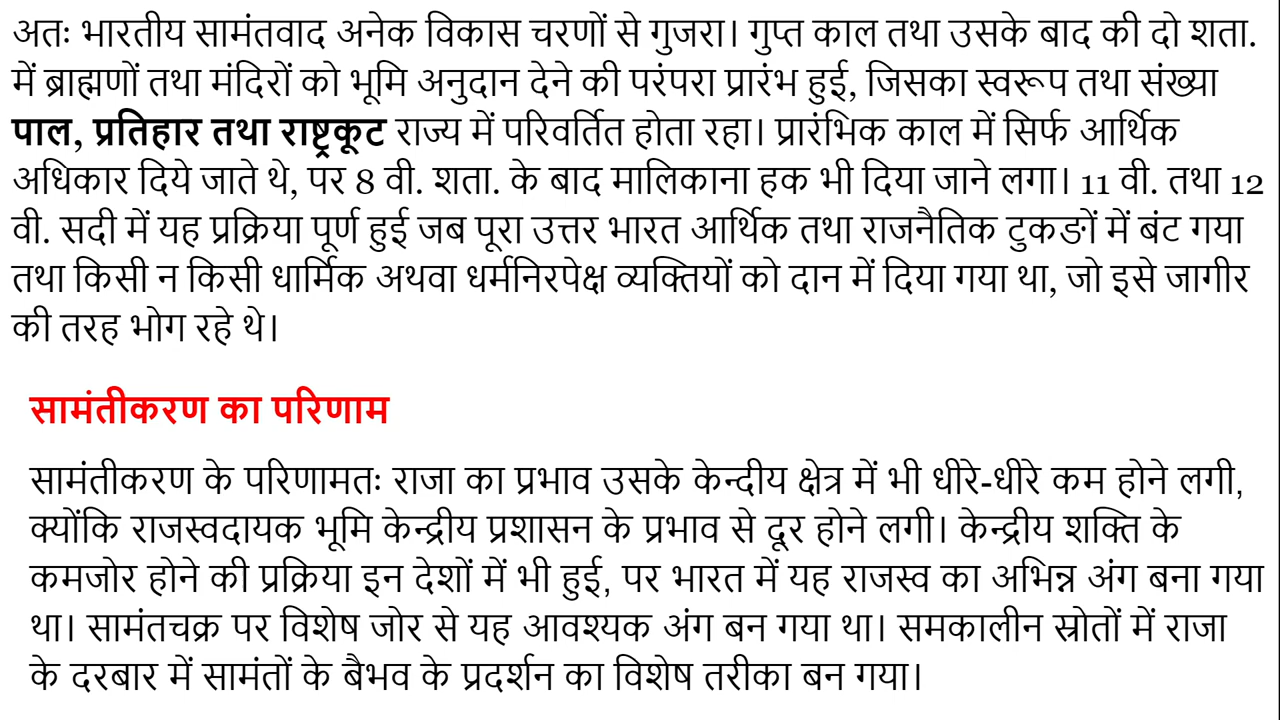 अतः भारतीय सामंतवाद अनेक विकास चरणों से गुजरा। गुप्त काल तथा उसके बाद की दो शता.
में ब्राह्मणों तथा मंदिरों को भूमि अनुदान देने की परंपरा प्रारंभ हुई, जिसका स्वरूप तथा संख्या
पाल, प्रतिहार तथा राष्ट्रकूट राज्य में परिवर्तित होता रहा। प्रारंभिक काल में सिर्फ आर्थिक
अधिकार दिये जाते थे, पर 8 वी. शता. के बाद मालिकाना हक भी दिया जाने लगा। 11 वी. तथा 12
वी. सदी में यह प्रक्रिया पूर्ण हुई जब पूरा उत्तर भारत आर्थिक तथा राजनैतिक टुकङों में बंट गया
तथा किसी न किसी धार्मिक अथवा धर्मनिरपेक्ष व्यक्तियों को दान में दिया गया था, जो इसे जागीर
की तरह भोग रहे थे।
सामंतीकरण का परिणाम
सामंतीकरण के परिणामतः राजा का प्रभाव उसके केन्दीय क्षेत्र में भी धीरे-धीरे कम होने लगी,
क्योंकि राजस्वदायक भूमि केन्द्रीय प्रशासन के प्रभाव से दूर होने लगी। केन्द्रीय शक्ति के
कमजोर होने की प्रक्रिया इन देशों में भी हुई, पर भारत में यह राजस्व का अभिन्न अंग बना गया
था। सामंतचक्र पर विशेष जोर से यह आवश्यक अंग बन गया था। समकालीन स्रोतों में राजा
के दरबार में सामंतों के बैभव के प्रदर्शन का विशेष तरीका बन गया।